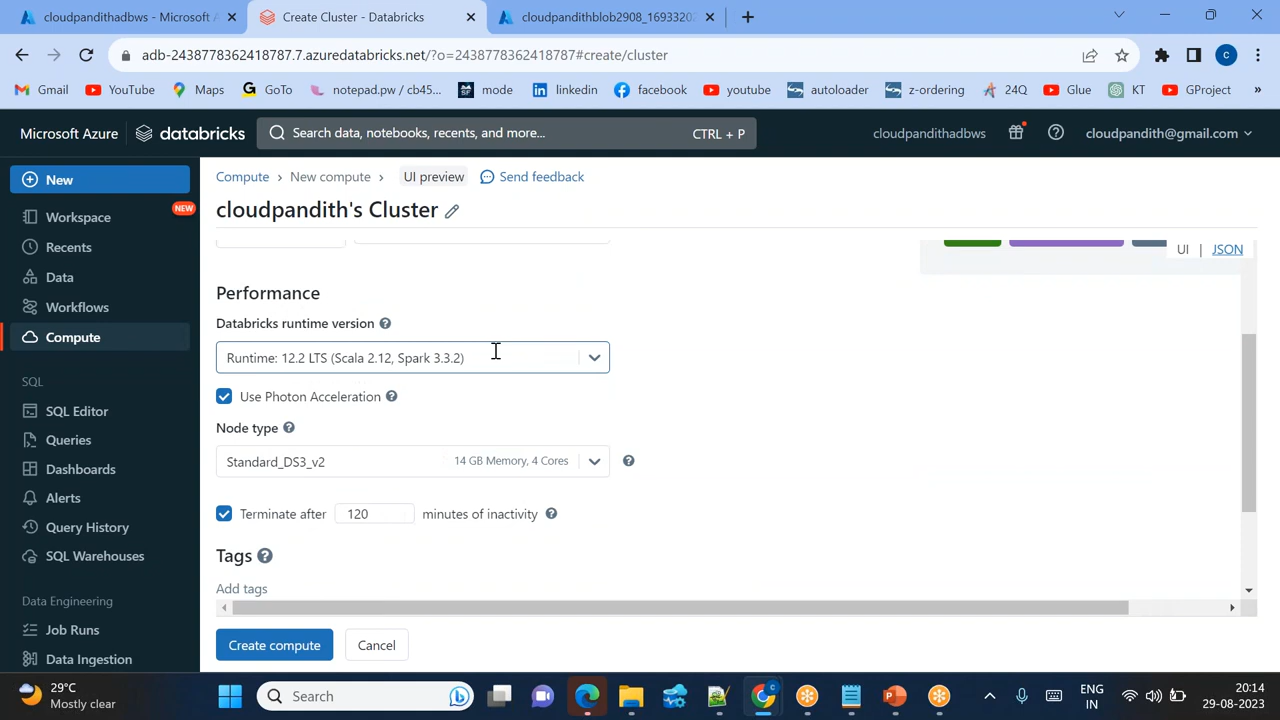 cloudpandithadbws - Microsoft A
Create Cluster - Databricks
cloudpandithblob2908_16933202
adb-2438778362418787.7.azuredatabricks.net/?o=2438778362418787#create/cluster
Gmail
YouTube
Maps
GoTo
notepad.pw / cb45...
mode
linkedin
facebook
youtube
autoloader
z-ordering
24Q
Glue
KT
GProject
»
Microsoft Azure
databricks
Search data, notebooks, recents, and more...
CTRL + P
cloudpandithadbws
cloudpandith@gmail.com
New
Workspace
NEW
Recents
Data
Workflows
Compute
SQL
SQL Editor
Queries
Dashboards
Alerts
Query History
SQL Warehouses
Data Engineering
Job Runs
Data Ingestion
Compute > New compute > UI preview Send feedback
cloudpandith's Cluster
UI | JSON
Performance
Databricks runtime version
Runtime: 12.2 LTS (Scala 2.12, Spark 3.3.2)
Use Photon Acceleration
Node type
Standard_DS3_v2 14 GB Memory, 4 Cores
Terminate after 120 minutes of inactivity
Tags
Add tags
Create compute
Cancel
29°C
Mostly clear
Search
ENG
IN
20:14
29-08-2023